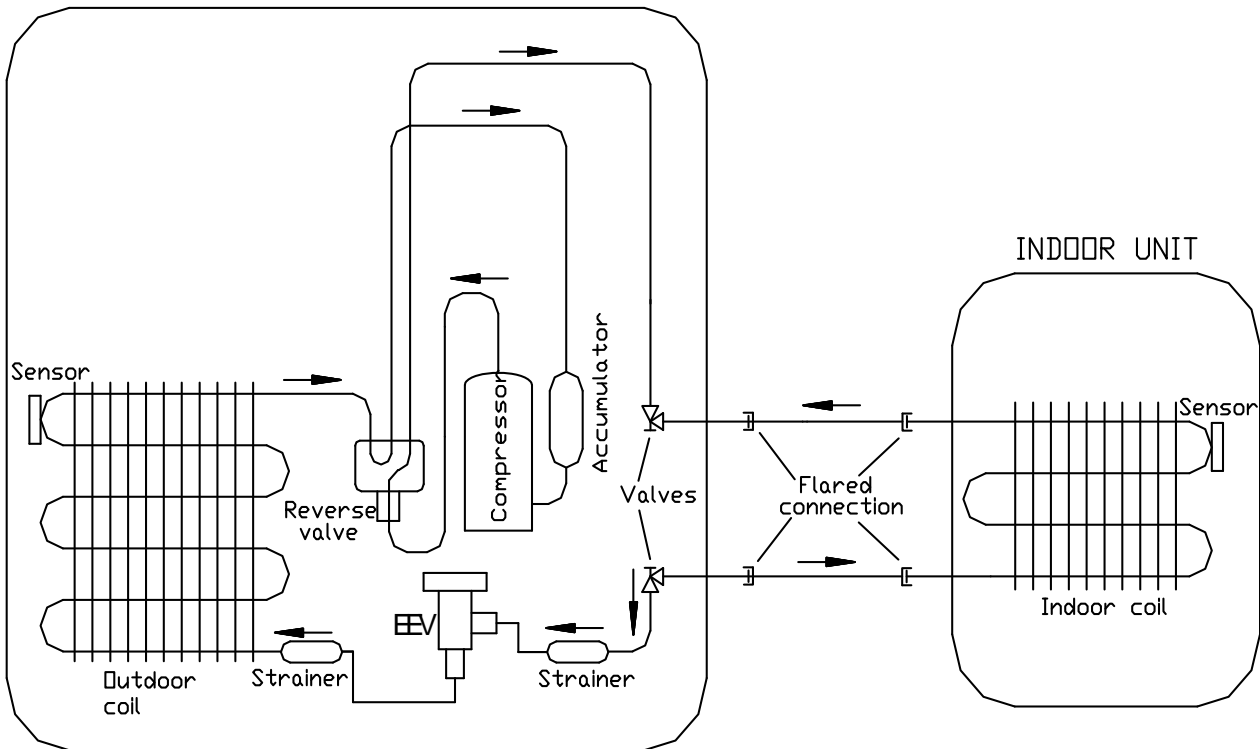 INDOOR UNIT
Sensor
Accumulator
Compressor
Sensor
Reverse
valve
Valves
Flared
connection
EEV
Indoor coil
Outdoor
coil
Strainer
Strainer